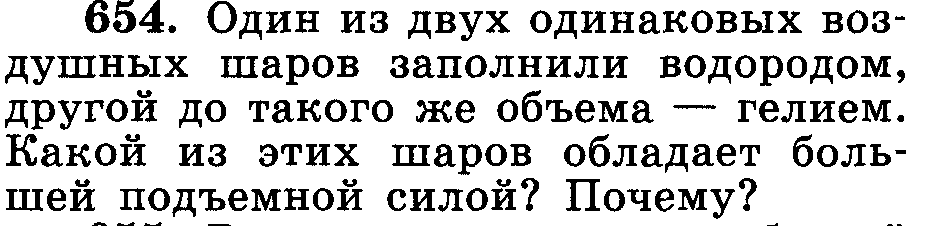 654. Один из двух одинаковых воз-
душных шаров заполнили водородом,
другой до такого же объема — гелием.
Какой из этих шаров обладает боль-
шей подъемной силой? Почему?